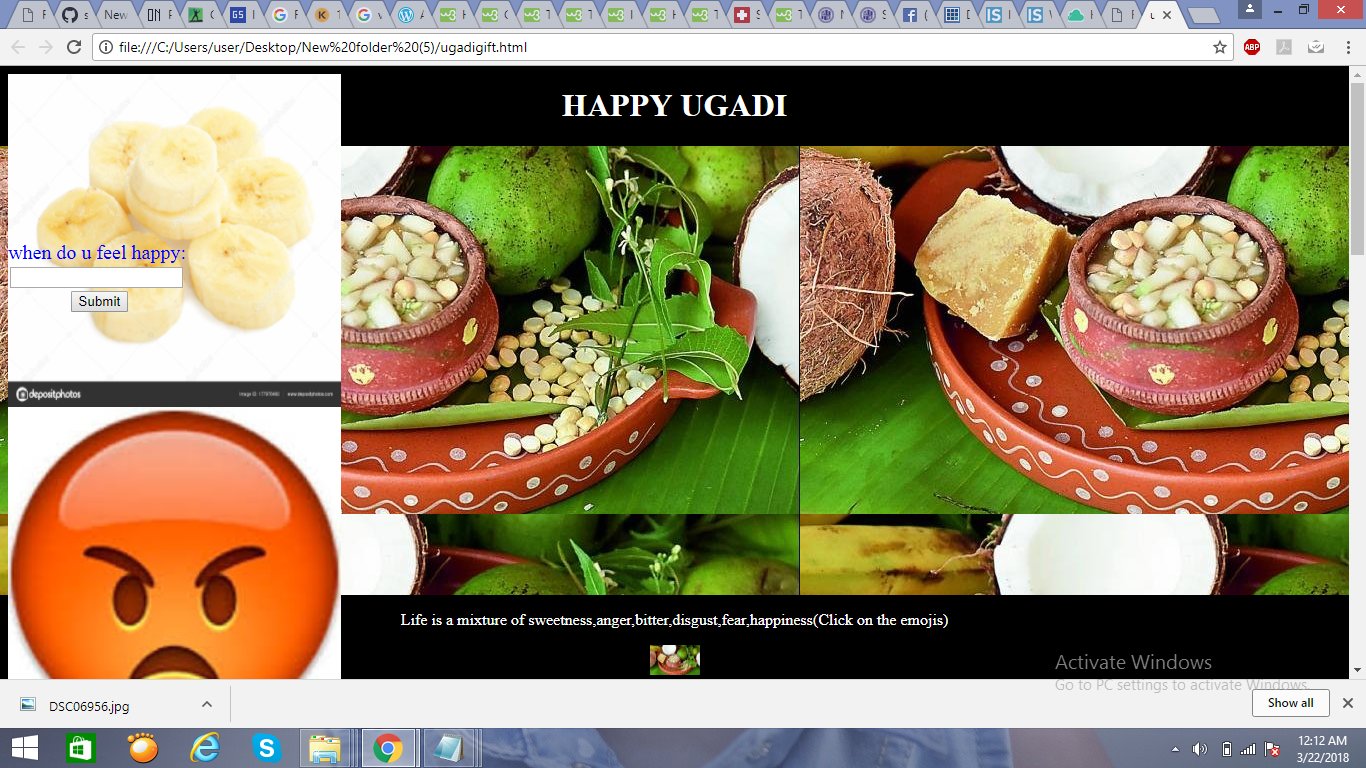 New
file:///C:/Users/user/Desktop/New%20folder%20(5)/ugadigift.html
ABP
HAPPY UGADI
when do u feel happy:
Submit
depositphotos
Life is a mixture of sweetness,anger,bitter,disgust,fear,happiness(Click on the emojis)
Activate Windows
Go to PC settings to activate Windows.
DSC06956.jpg
Show all
12:12 AM
3/22/2018